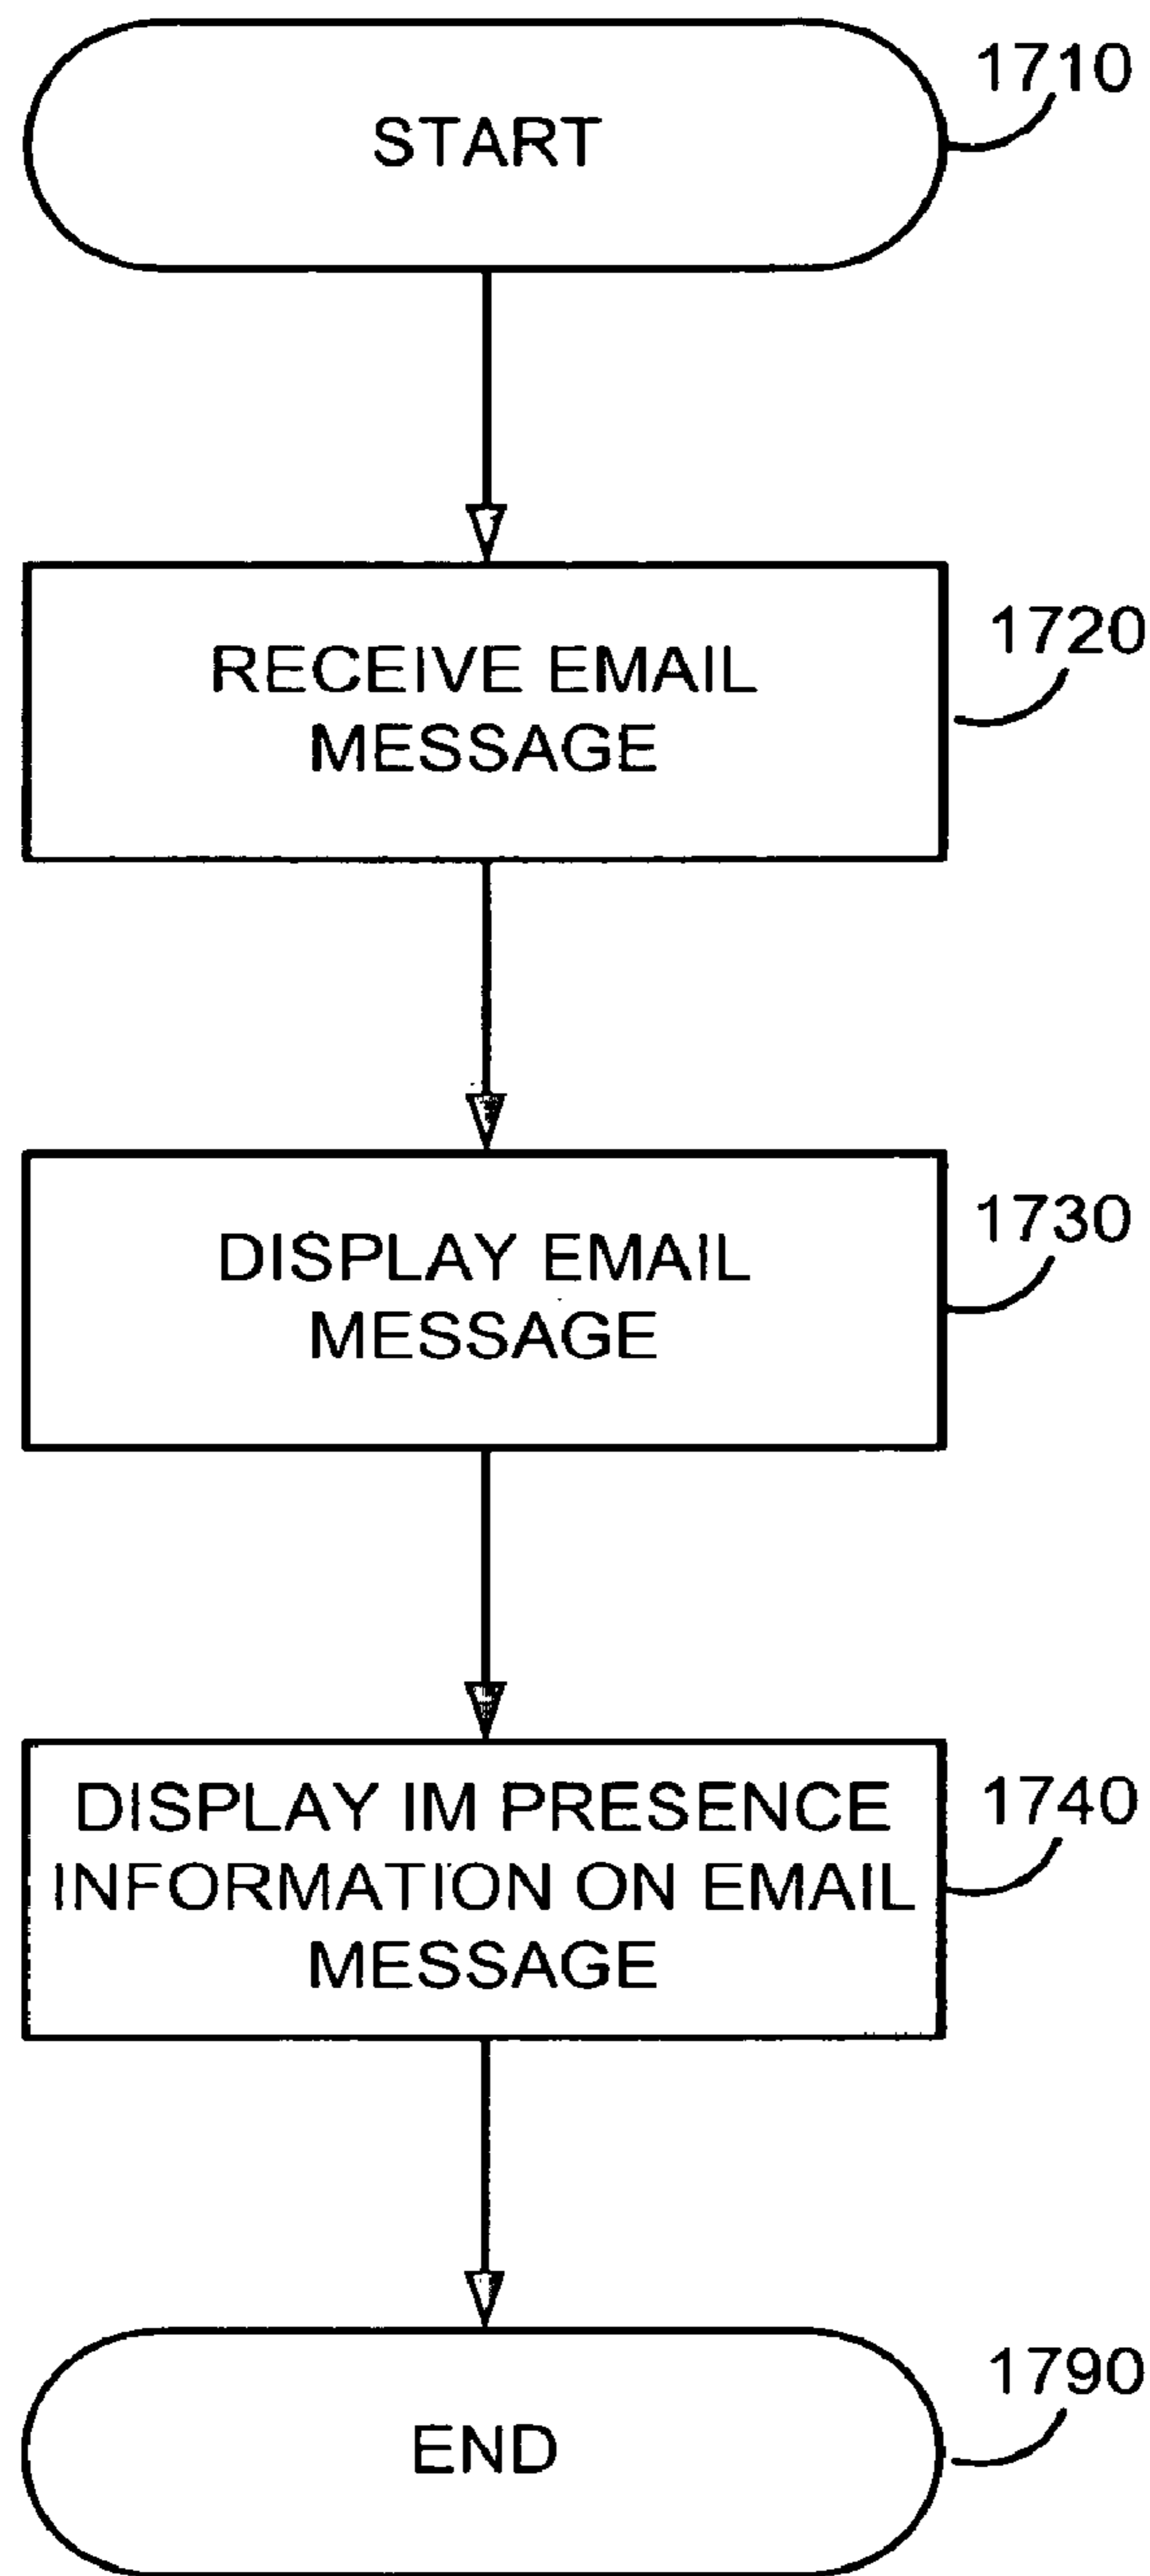 START
1710
RECEIVE EMAIL
MESSAGE
1720
DISPLAY EMAIL
MESSAGE
1730
DISPLAY IM PRESENCE
INFORMATION ON EMAIL
MESSAGE
1740
END
1790